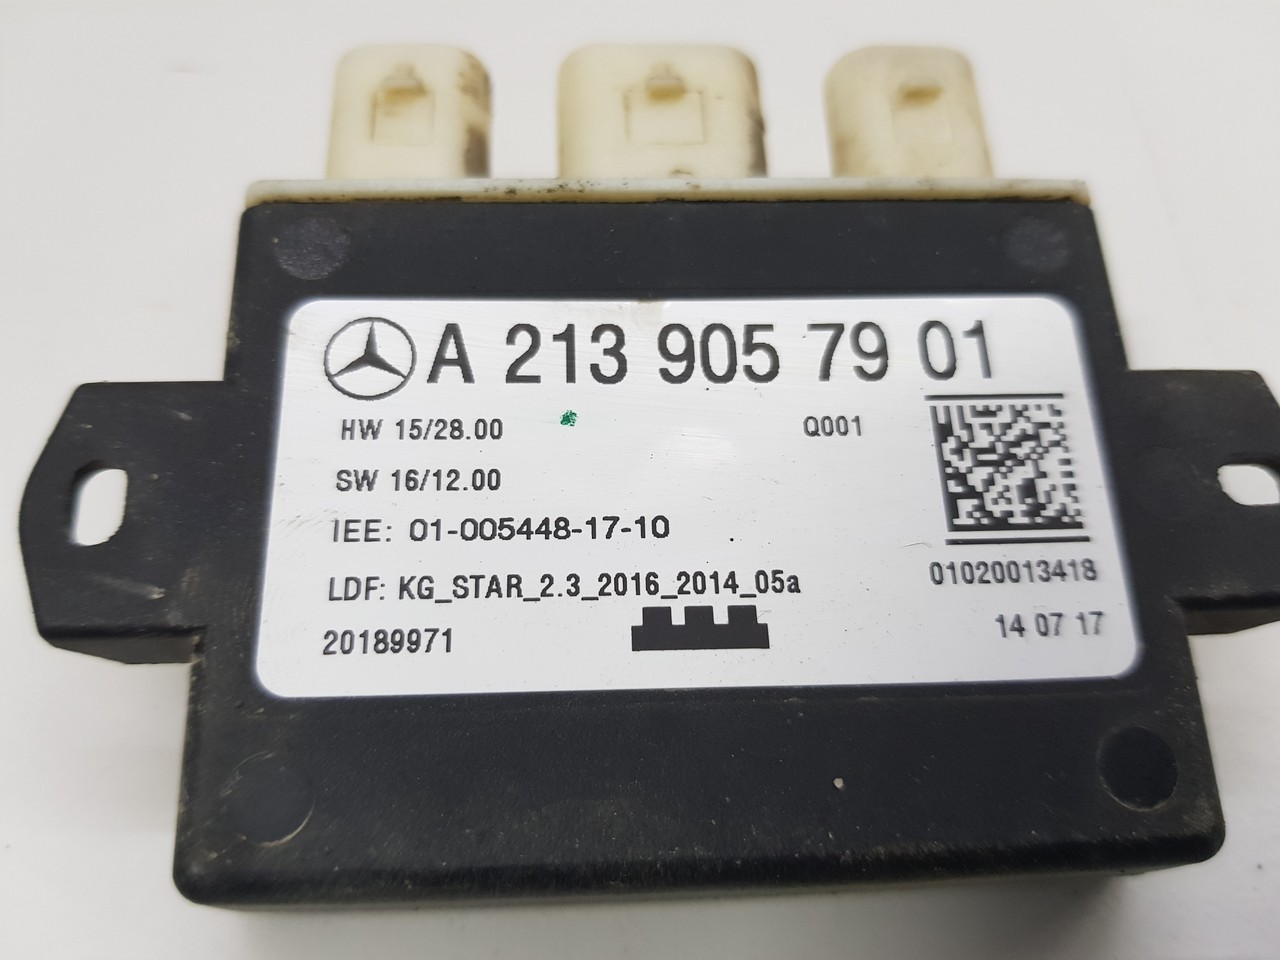 A 213 905 79 01
HW 15/28.00
Q001
SW 16/12.00
IEE: 01-005448-17-10
LDF: KG_STAR_2.3_2016_2014_05a
01020013418
20189971
14 07 17